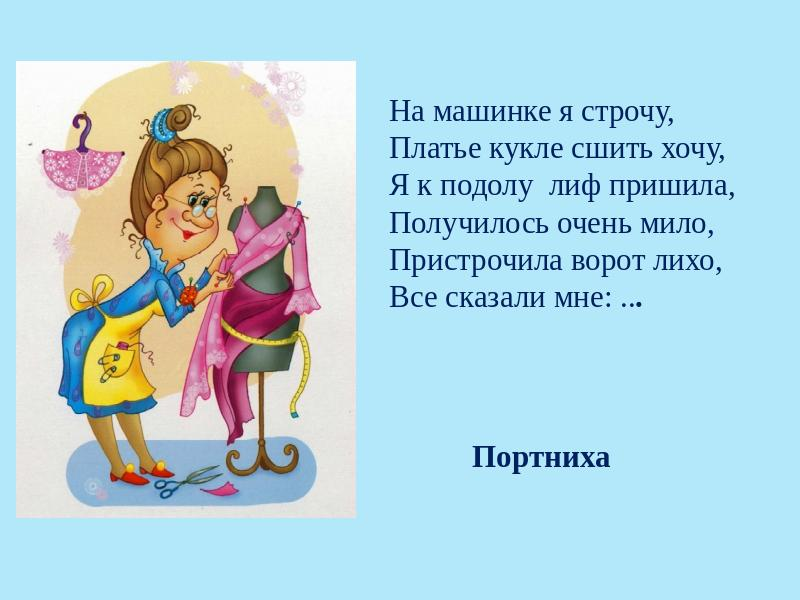 На машинке я строчу,
Платье кукле сшить хочу,
Я к подолу  лиф пришила,
Получилось очень мило,
Пристрочила ворот лихо,
Все сказали мне: ...
Портниха